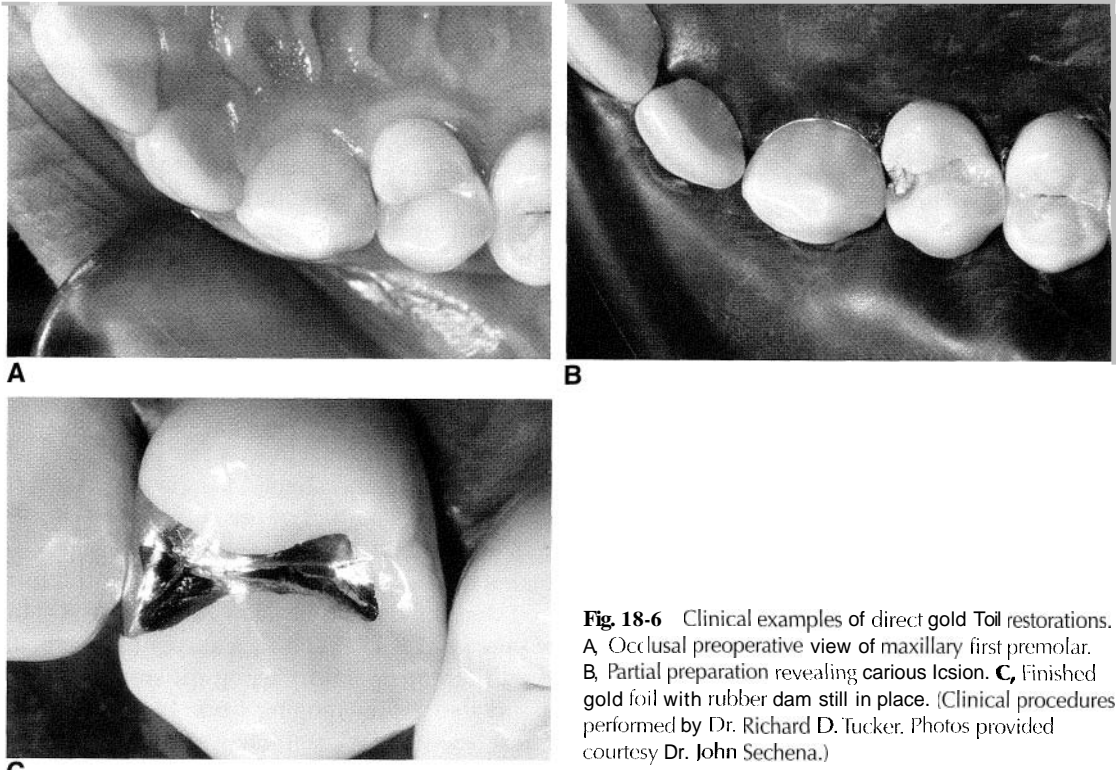 A
B
C
Fig. 18-6 Clinical examples of direct gold Toil restorations.
A, Occlusal preoperative view of maxillary first premolar.
B, Partial preparation revealing carious Icsion. C, Finished
gold foil with rubber dam still in place. (Clinical procedures
performed by Dr. Richard D. Tucker. Photos provided
courtesy Dr. John Sechena.)